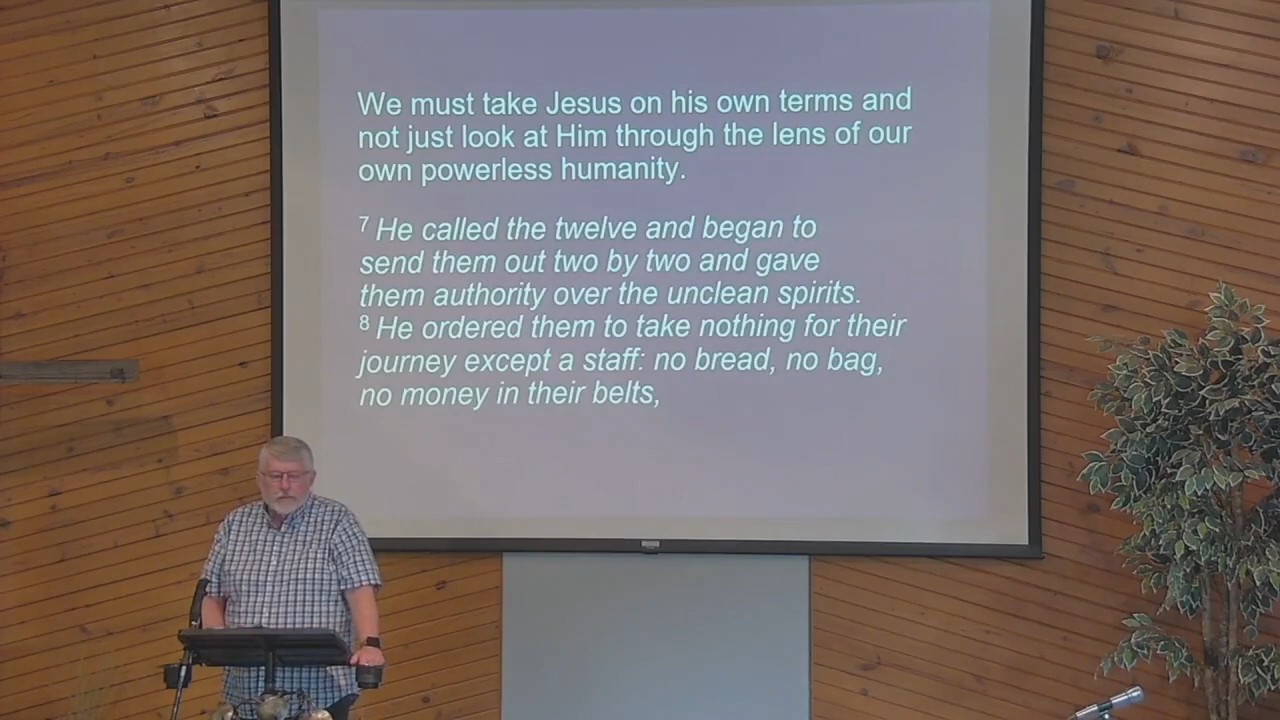 We must take Jesus on his own terms and
not just look at Him through the lens of our
own powerless humanity.
7 He called the twelve and began to
send them out two by two and gave
them authority over the unclean spirits.
8 He ordered them to take nothing for their
journey except a staff: no bread, no bag,
no money in their belts,